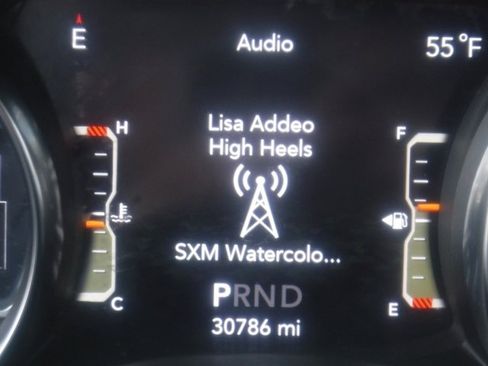 E
Audio
55°F
H
F
Lisa Addeo
High Heels
SXM Watercolo...
C
E
PRND
30786 mi